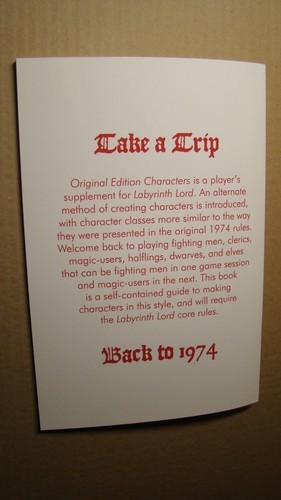 Take a Trip
Original Edition Characters is a player's
supplement for Labyrinth Lord. An alternate
method of creating characters is introduced,
with character classes more similar to the way
they were presented in the original 1974 rules.
Welcome back to playing fighting men, clerics,
magic-users, halflings, dwarves, and elves
that can be fighting men in one game session
and magic-users in the next. This book
is a self-contained guide to making
characters in this style, and will require
the Labyrinth Lord core rules.
Back to 1974